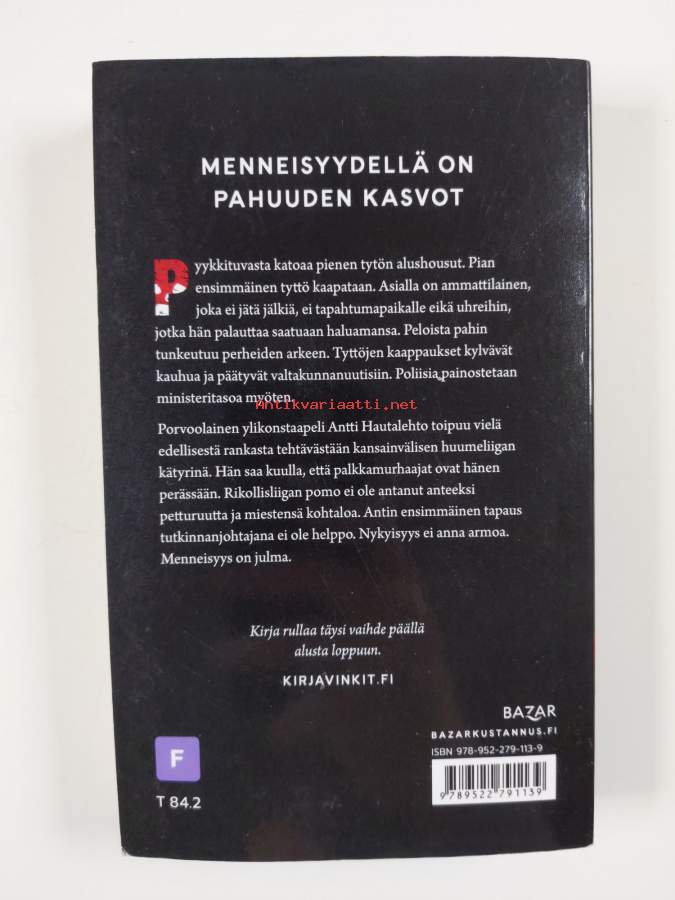 MENNEISYYDELLÄ ON
PAHUUDEN KASVOT
Pyykkituvasta katoaa pienen tytön alushousut. Pian
ensimmäinen tyttö kaapataan. Asialla on ammattilainen,
joka ei jätä jälkiä, ei tapahtumapaikalle eikä uhreihin,
jotka hän palauttaa saatuaan haluamansa. Peloista pahin
tunkeutuu perheiden arkeen. Tyttöjen kaappaukset kylvävät
kauhua ja päätyvät valtakunnanuutisiin. Poliisia painostetaan
ministeritasoa myöten.
Antikvariaatti.net
Porvoolainen ylikonstaapeli Antti Hautalehto toipuu vielä
edellisestä rankasta tehtävästään kansainvälisen huumeliigan
kätyrinä. Hän saa kuulla, että palkkamurhaajat ovat hänen
perässään. Rikollisliigan pomo ei ole antanut anteeksi
petturuutta ja miestensä kohtaloa. Antin ensimmäinen tapaus
tutkinnanjohtajana ei ole helppo. Nykyisyys ei anna armoa.
Menneisyys on julma.
Kirja rullaa täysi vaihde päällä
alusta loppuun.
KIRJAVINKIT.FI
BAZAR
BAZARKUSTANNUS.FI
ISBN 978-952-279-113-9
9 789522 791139
F
T 84.2